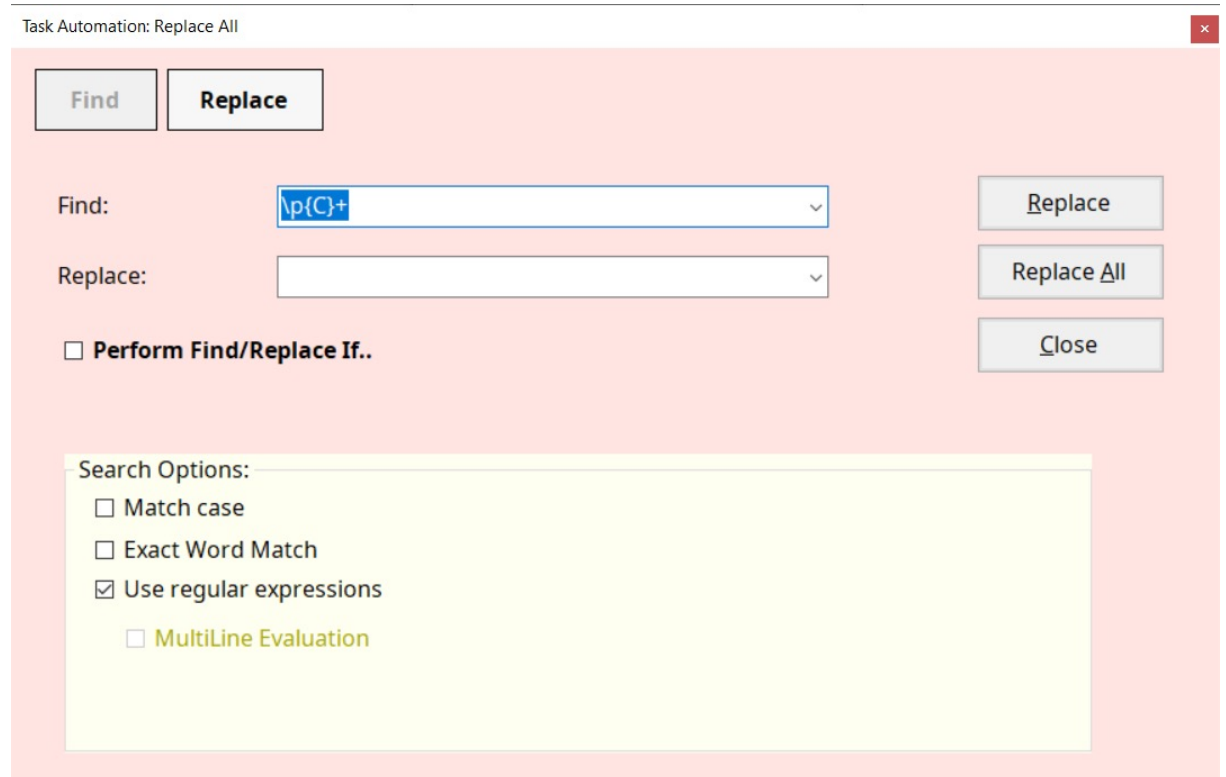 Task Automation: Replace All
×
Find Replace
Find: \p{C}+ Replace
Replace: Replace All
Perform Find/Replace If.. Close
Search Options:
Match case
Exact Word Match
Use regular expressions
MultiLine Evaluation